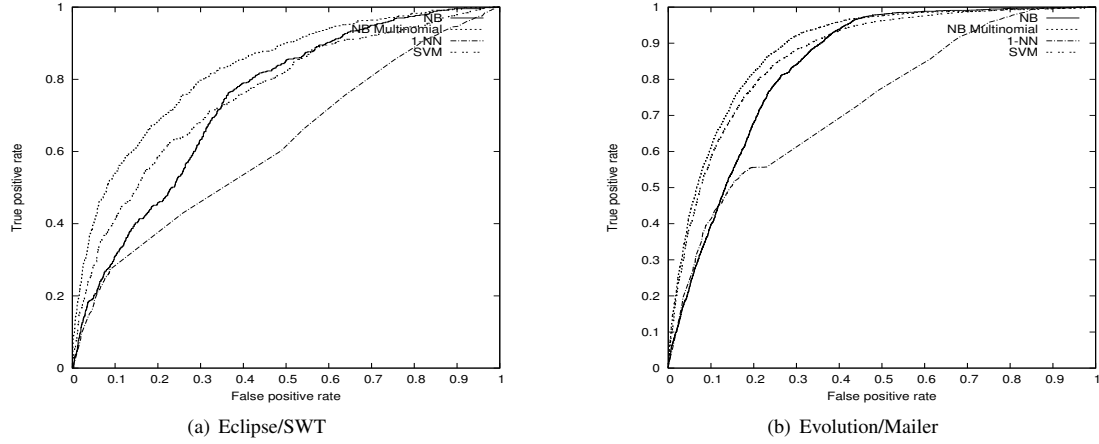 1
0.8
0.6
0.4
0.2
0
0 0.1 0.2 0.3 0.4 0.5 0.6 0.7 0.8 0.9 1
True positive rate
False positive rate
NB
NB Multinomial
1-NN
SVM
(a) Eclipse/SWT
1
0.9
0.8
0.7
0.6
0.5
0.4
0.3
0.2
0.1
0
0 0.1 0.2 0.3 0.4 0.5 0.6 0.7 0.8 0.9 1
True positive rate
False positive rate
NB
NB Multinomial
1-NN
SVM
(b) Evolution/Mailer